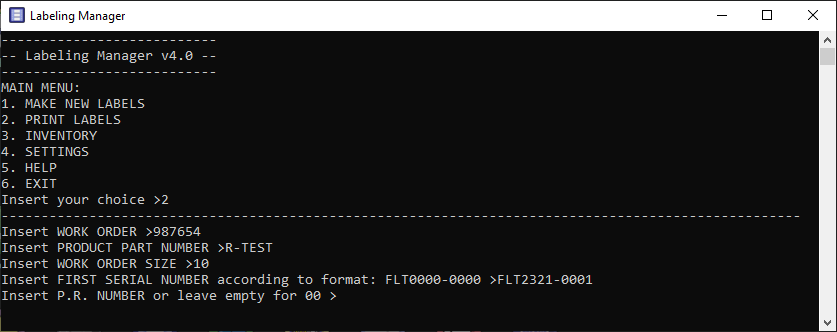 Labeling Manager
---------------------------
-- Labeling Manager v4.0 --
---------------------------
MAIN MENU:
1. MAKE NEW LABELS
2. PRINT LABELS
3. INVENTORY
4. SETTINGS
5. HELP
6. EXIT
Insert your choice >2
----------------------------------------------------------------------------------------------------
Insert WORK ORDER >987654
Insert PRODUCT PART NUMBER >R-TEST
Insert WORK ORDER SIZE >10
Insert FIRST SERIAL NUMBER according to format: FLT0000-0000 >FLT2321-0001
Insert P.R. NUMBER or leave empty for 00 >